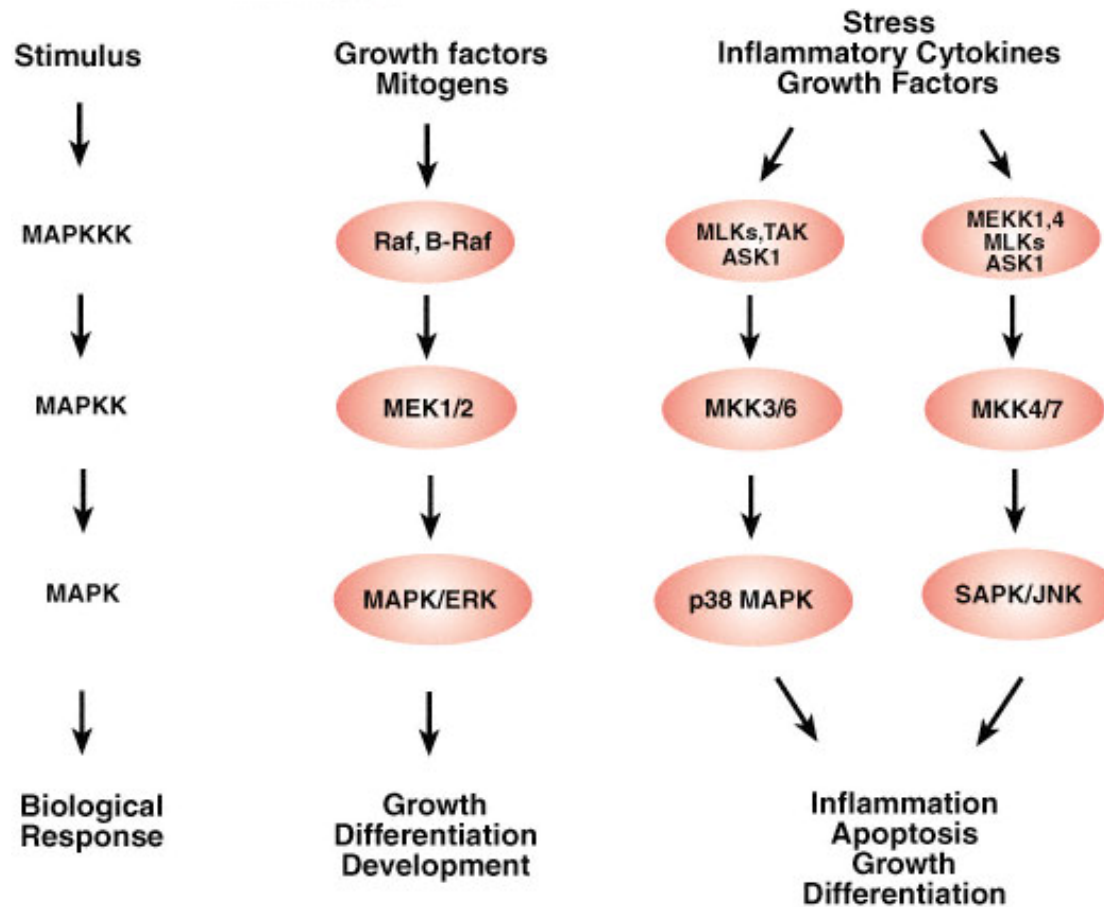 Stimulus
MAPKKK
MAPKK
MAPK
Biological
Response
Growth factors
Mitogens
Raf, B-Raf
MEK1/2
MAPK/ERK
Growth
Differentiation
Development
Stress
Inflammatory Cytokines
Growth Factors
MLKs,TAK
ASK1
MKK3/6
p38 MAPK
MEKK1,4
MLKs
ASK1
MKK4/7
SAPK/JNK
Inflammation
Apoptosis
Growth
Differentiation